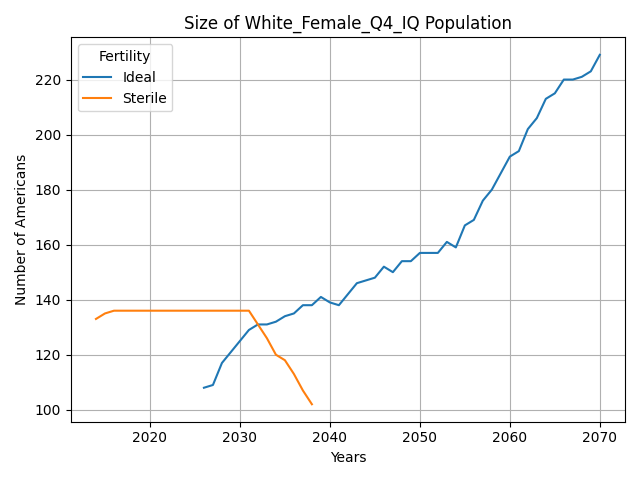 Size of White_Female_Q4_IQ Population
Fertility
Ideal
Sterile
Number of Americans
220
200
180
160
140
120
100
2020 2030 2040 2050 2060 2070
Years